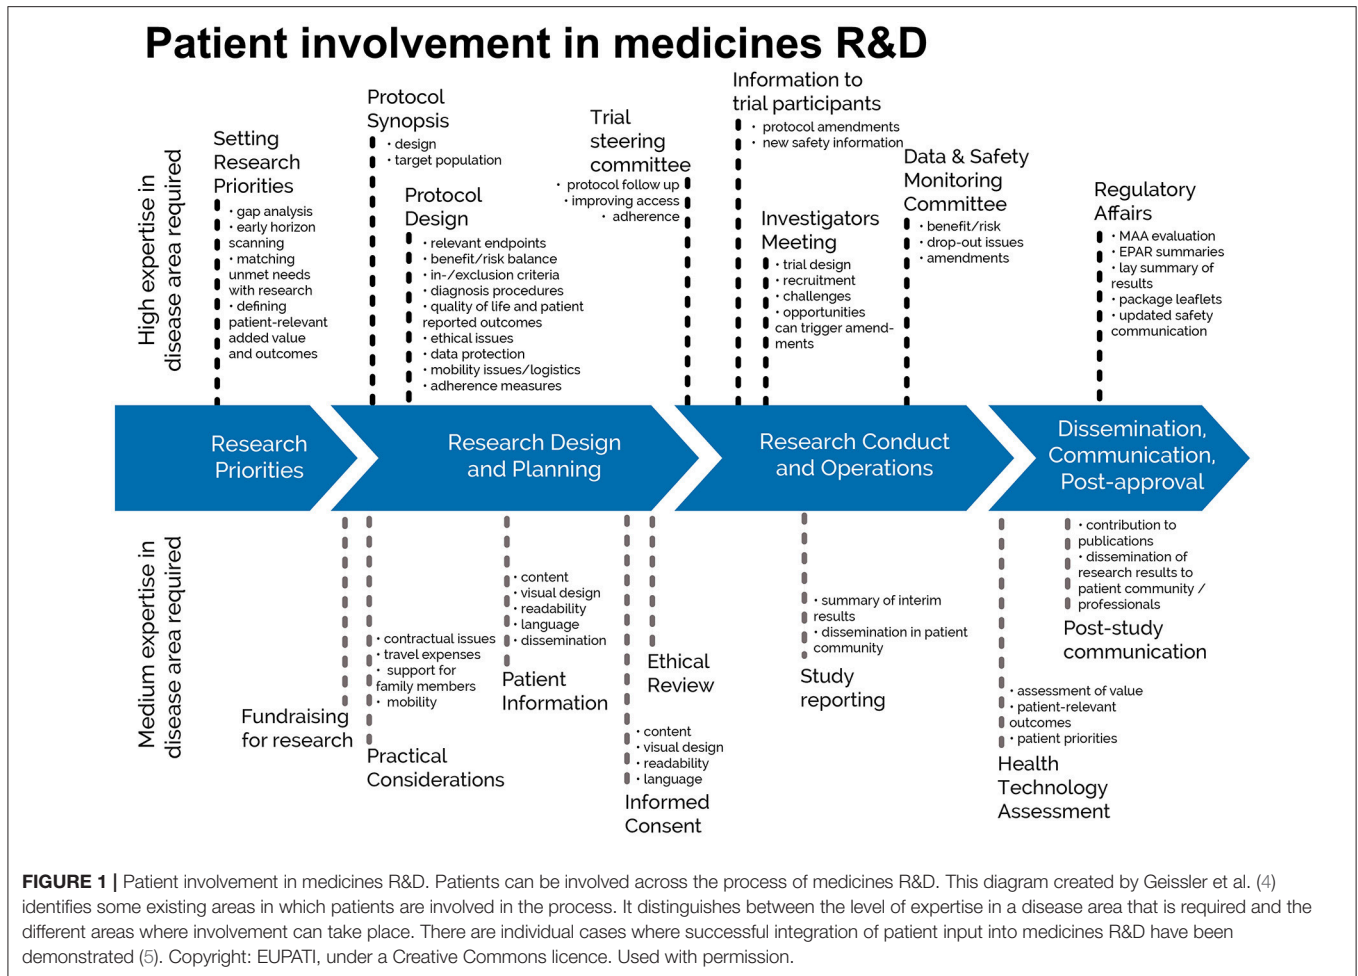 Patient involvement in medicines R&D
High expertise in
disease area required
Setting
Research
Priorities
• gap analysis
• early horizon
scanning
• matching
unmet needs
with research
• defining
patient-relevant
added value
and outcomes
Protocol
Synopsis
• design
• target population
Protocol
Design
• relevant endpoints
• benefit/risk balance
• in-/exclusion criteria
• diagnosis procedures
• quality of life and patient
reported outcomes
• ethical issues
• data protection
• mobility issues/logistics
• adherence measures
Trial
steering
committee
• protocol follow up
• improving access
• adherence
Information to
trial participants
• protocol amendments
• new safety information
Investigators
Meeting
• trial design
• recruitment
• challenges
• opportunities
can trigger amend-
ments
Data & Safety
Monitoring
Committee
• benefit/risk
• drop-out issues
• amendments
Regulatory
Affairs
• MAA evaluation
• EPAR summaries
• lay summary of
results
• package leaflets
• updated safety
communication
Research
Priorities
Research Design
and Planning
Research Conduct
and Operations
Dissemination,
Communication,
Post-approval
Medium expertise in
disease area required
Fundraising
for research
• contractual issues
• travel expenses
• support for
family members
• mobility
Practical
Considerations
• content
• visual design
• readability
• language
• dissemination
Patient
Information
• content
• visual design
• readability
• language
Informed
Consent
Ethical
Review
• summary of interim
results
• dissemination in patient
community
Study
reporting
• assessment of value
• patient-relevant
outcomes
• patient priorities
Health
Technology
Assessment
• contribution to
publications
• dissemination of
research results to
patient community /
professionals
Post-study
communication
FIGURE 1 | Patient involvement in medicines R&D. Patients can be involved across the process of medicines R&D. This diagram created by Geissler et al. (4)
identifies some existing areas in which patients are involved in the process. It distinguishes between the level of expertise in a disease area that is required and the
different areas where involvement can take place. There are individual cases where successful integration of patient input into medicines R&D have been
demonstrated (5). Copyright: EUPATI, under a Creative Commons licence. Used with permission.